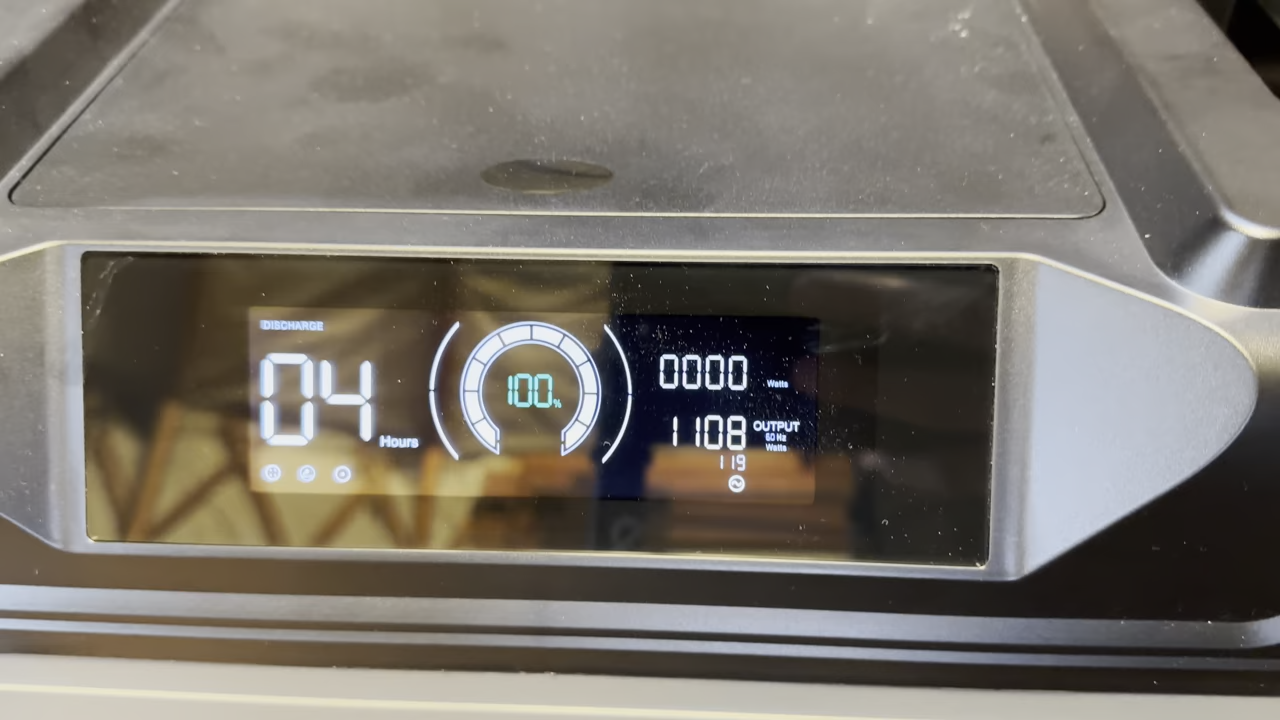 DISCHARGE
04 Hours
100%
0000 Watts
1108 OUTPUT
60 Hz
Watts
119